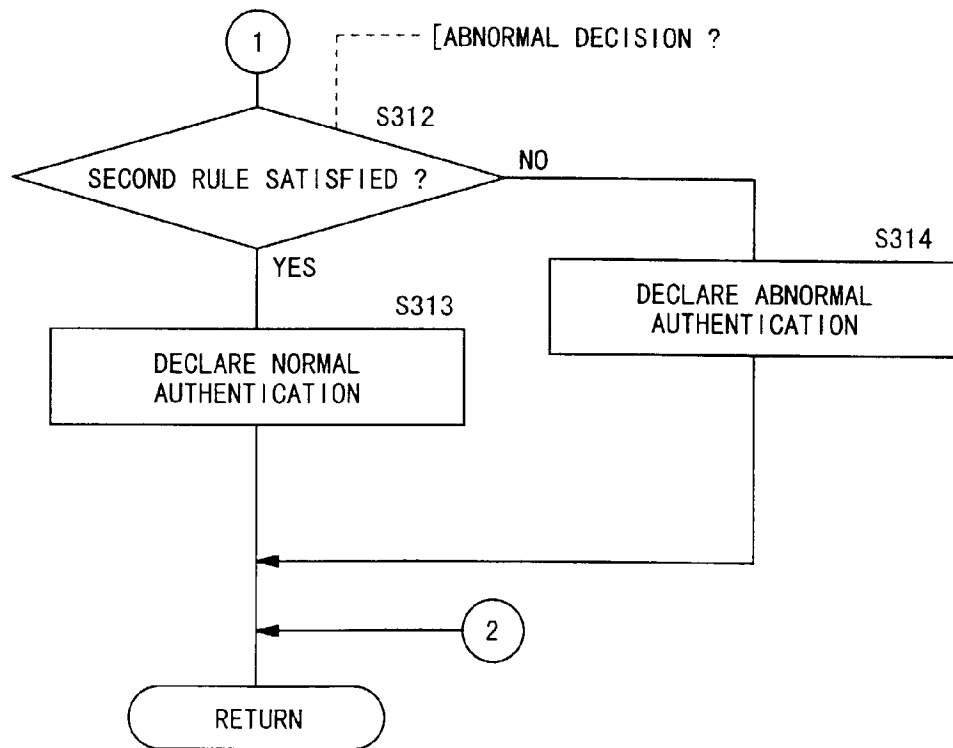 1
[ABNORMAL DECISION ?
S312
SECOND RULE SATISFIED ?
NO
YES
S314
DECLARE ABNORMAL
AUTHENTICATION
S313
DECLARE NORMAL
AUTHENTICATION
2
RETURN